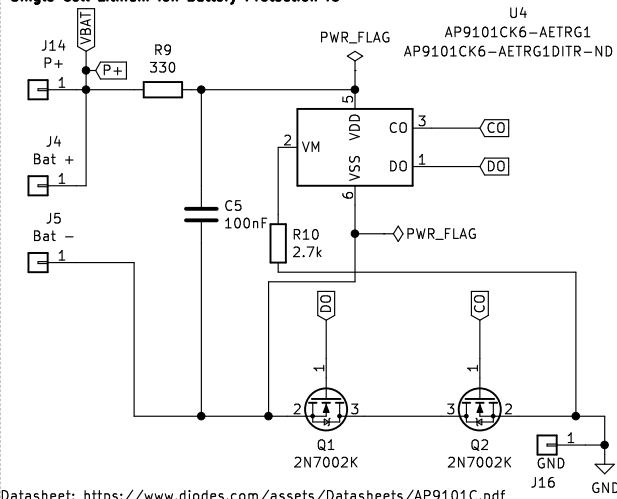 Single Cell Lithium Ion Battery Protection IC
U4
AP9101CK6-AETRG1
AP9101CK6-AETRG1DITR-ND
VBAT
J14
P+
1
P+
R9
330
PWR_FLAG
5
VDD
2
VM
CO
3
CO
DO
1
DO
VSS
6
J4
Bat +
1
C5
100nF
J5
Bat -
1
R10
2.7k
PWR_FLAG
DO
CO
1
1
2
3
3
2
Q1
2N7002K
Q2
2N7002K
1
GND
J16
GND
Datasheet: https://www.diodes.com/assets/Datasheets/AP9101C.pdf